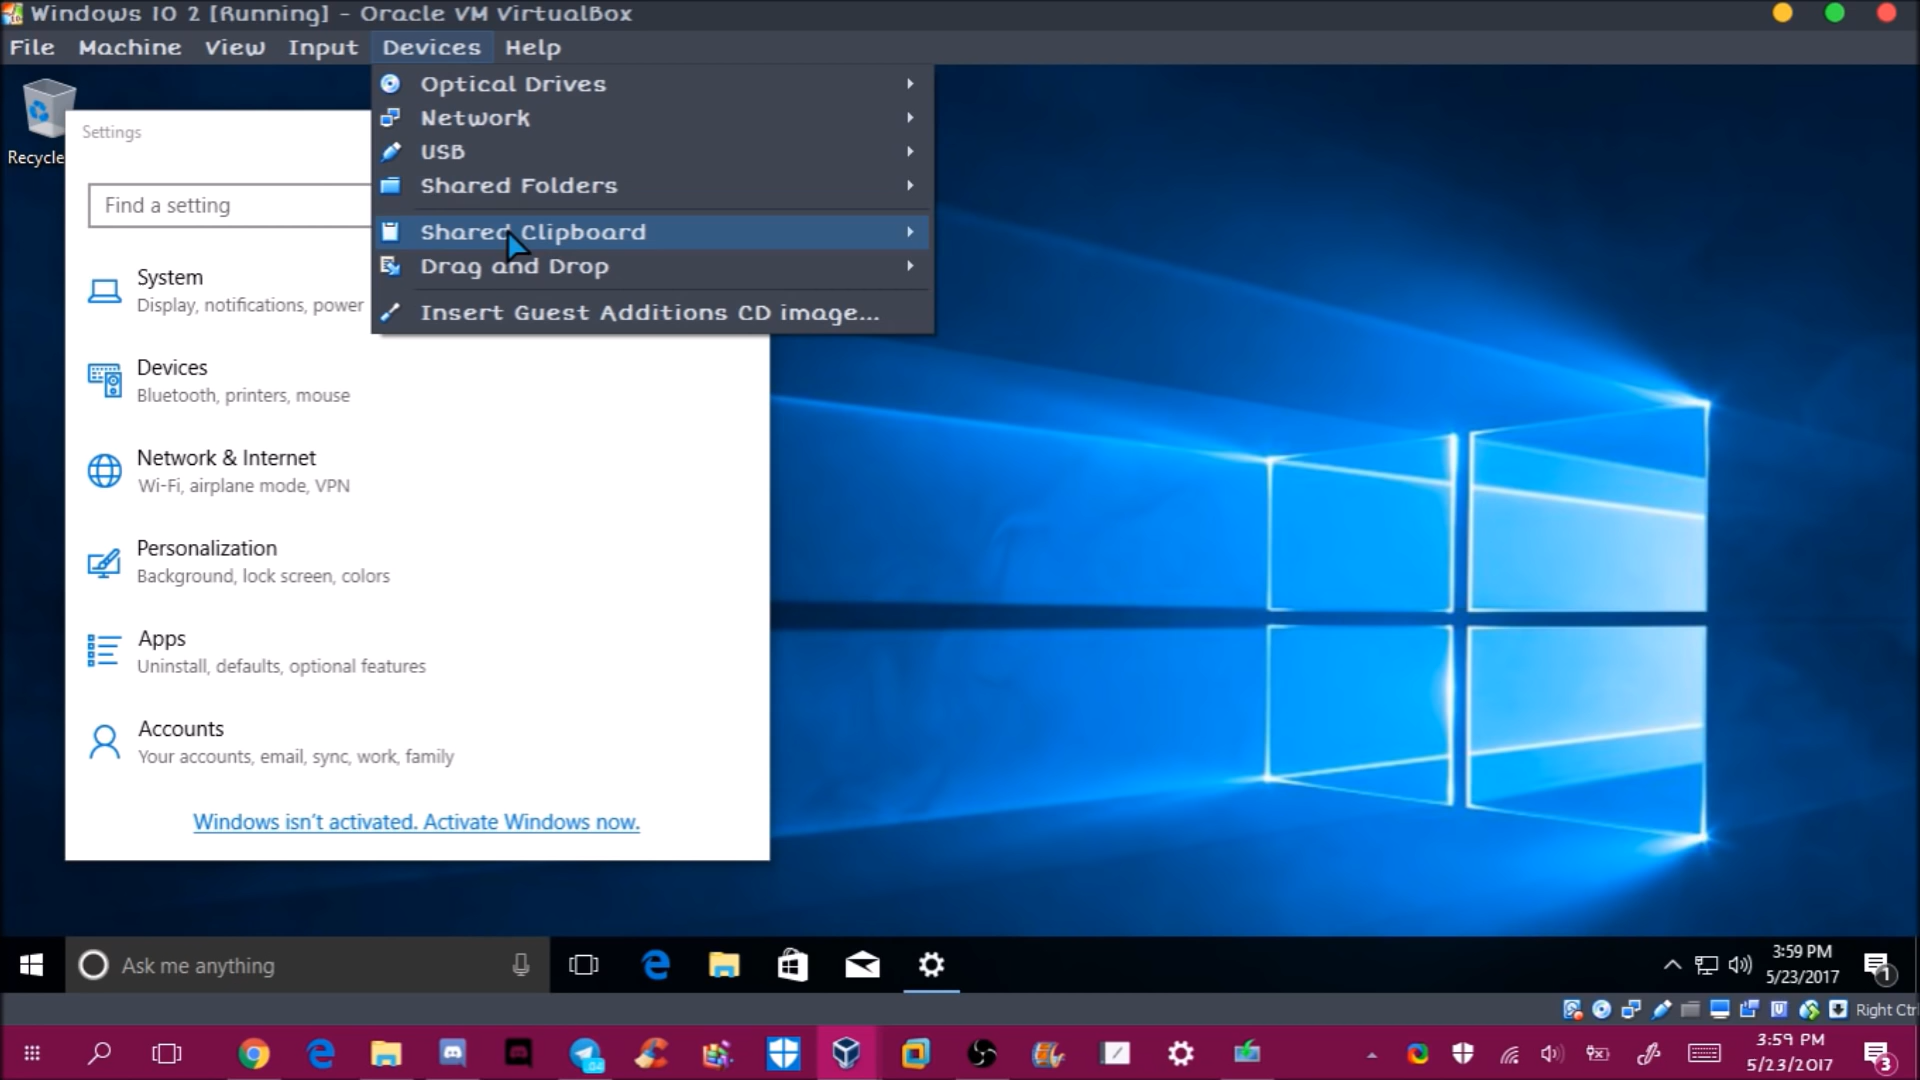 Windows 10 2 [Running] - Oracle VM VirtualBox
File Machine View Input Devices Help
Optical Drives
Network
USB
Shared Folders
Shared Clipboard
Drag and Drop
Insert Guest Additions CD image...
Recycle
Settings
Find a setting
System
Display, notifications, power
Devices
Bluetooth, printers, mouse
Network & Internet
Wi-Fi, airplane mode, VPN
Personalization
Background, lock screen, colors
Apps
Uninstall, defaults, optional features
Accounts
Your accounts, email, sync, work, family
Windows isn't activated. Activate Windows now.
Ask me anything
3:59 PM
5/23/2017
1
Right Ctr
3:59 PM
5/23/2017
3